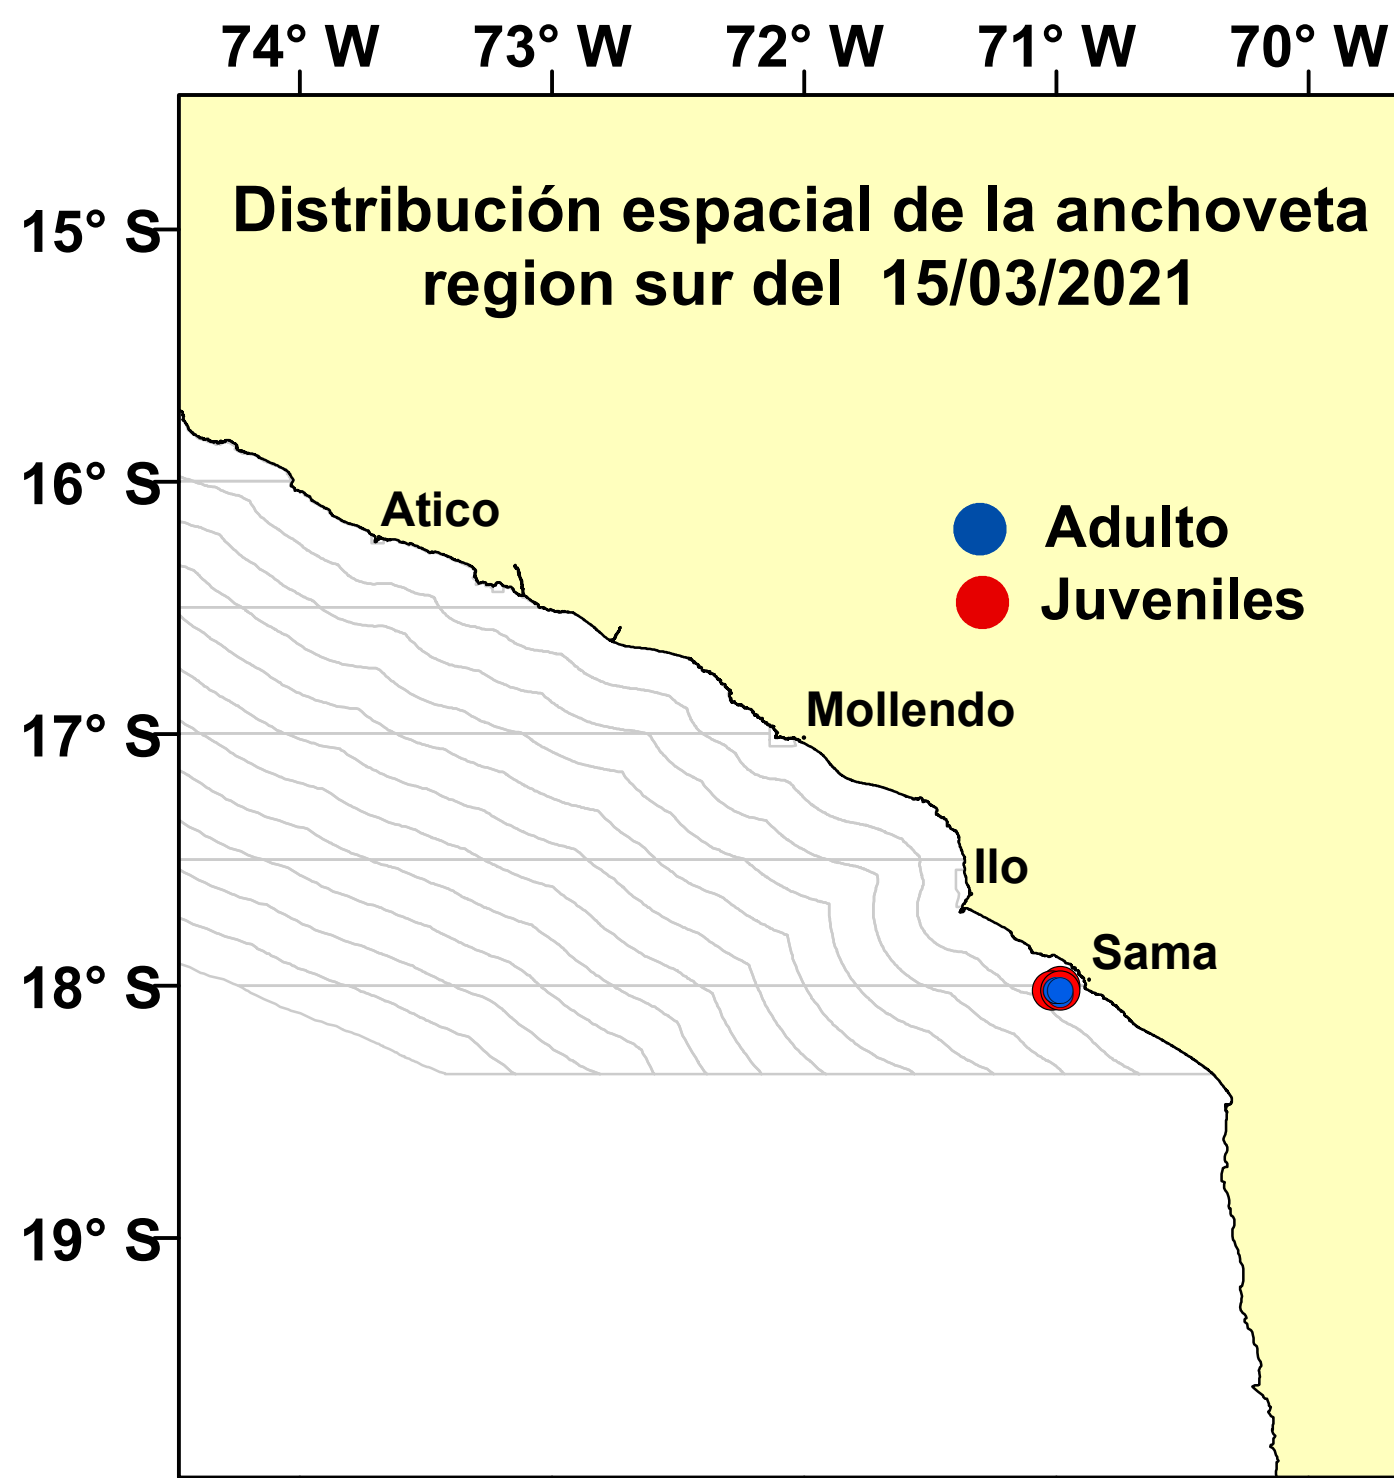 74° W 73° W 72° W 71° W 70° W
15° S
Distribución espacial de la anchoveta
region sur del 15/03/2021
16° S
Atico
Adulto
Juveniles
17° S
Mollendo
Ilo
Sama
18° S
19° S